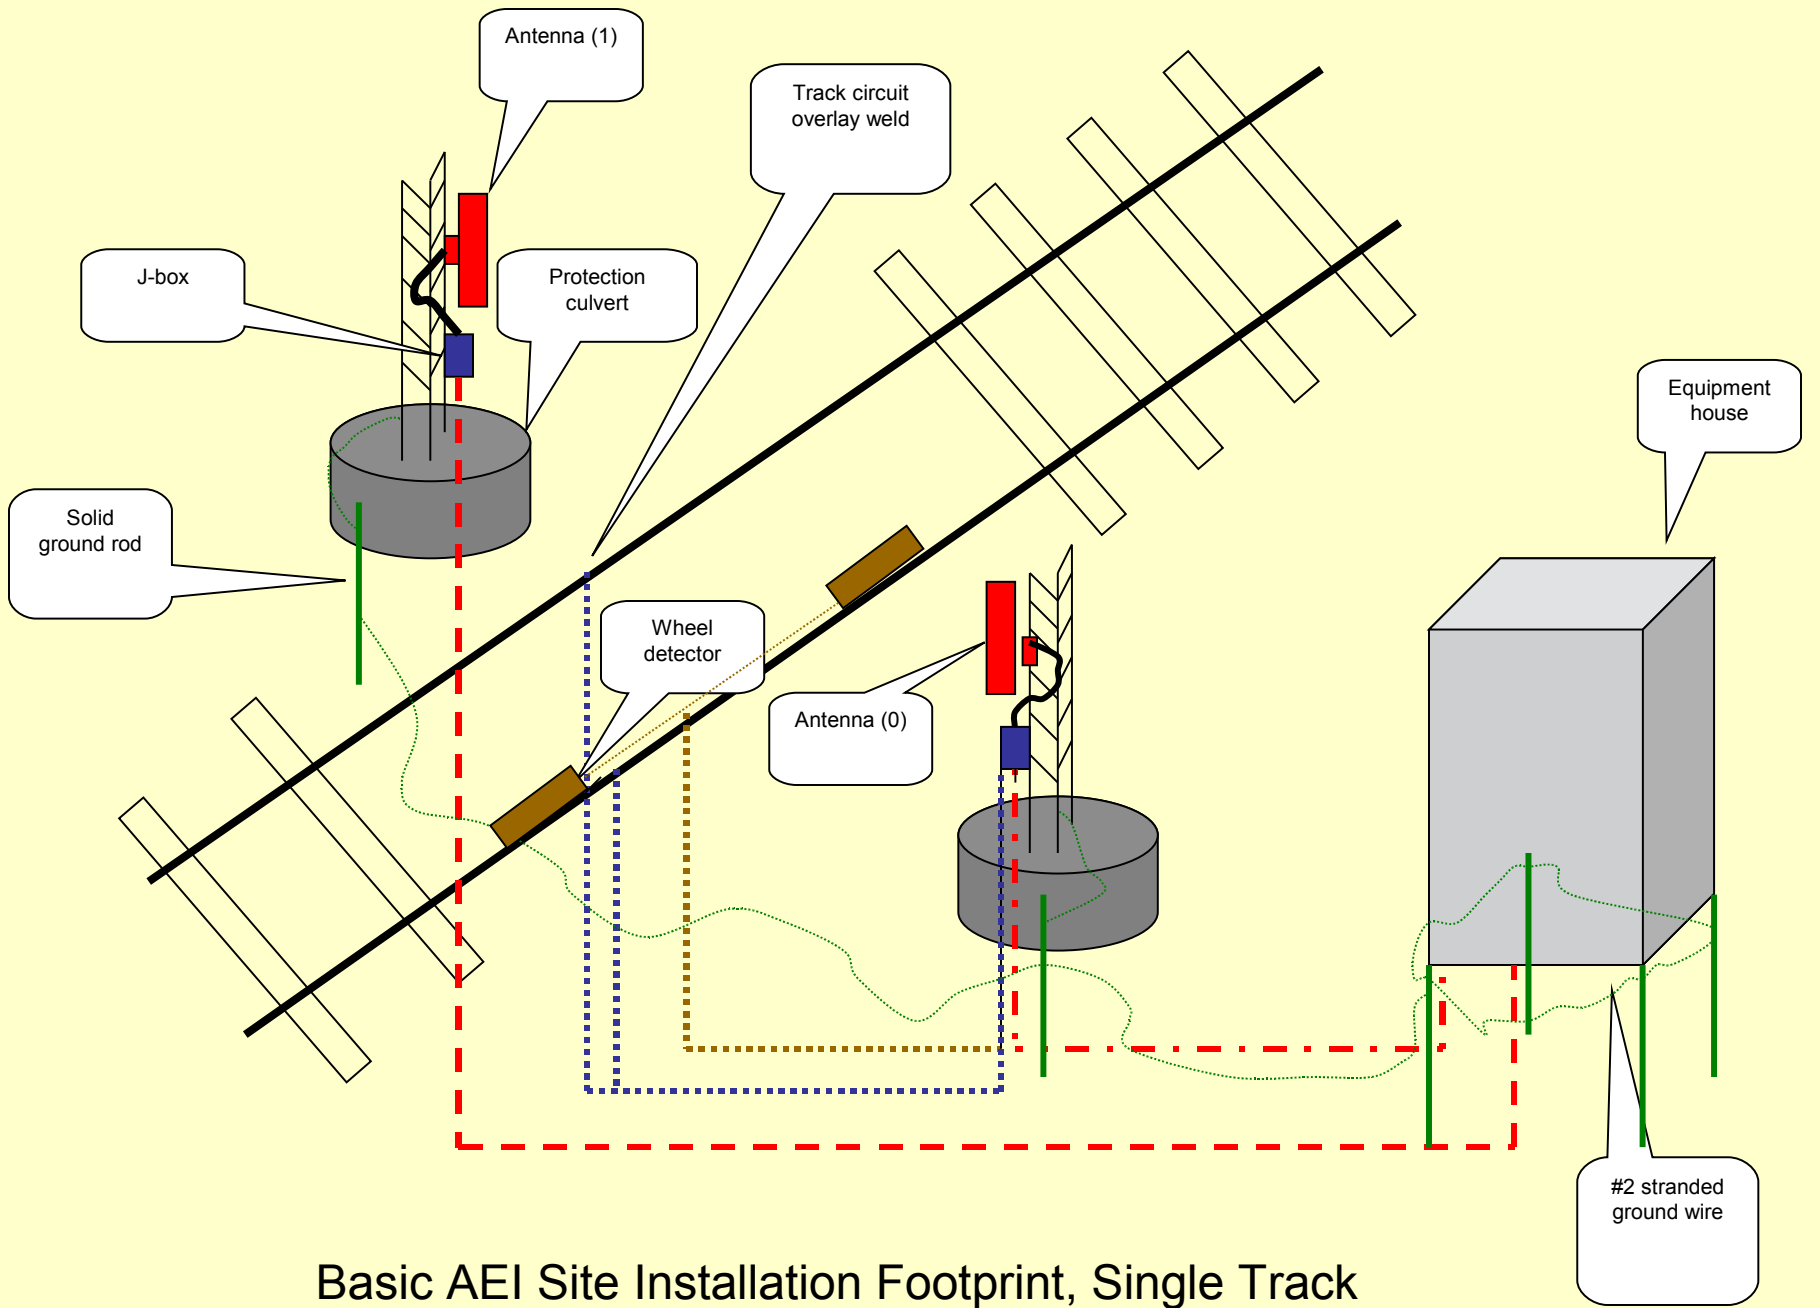 Antenna (1)
Track circuit
overlay weld
J-box
Protection
culvert
Equipment
house
Solid
ground rod
Wheel
detector
Antenna (0)
#2 stranded
ground wire
Basic AEI Site Installation Footprint, Single Track